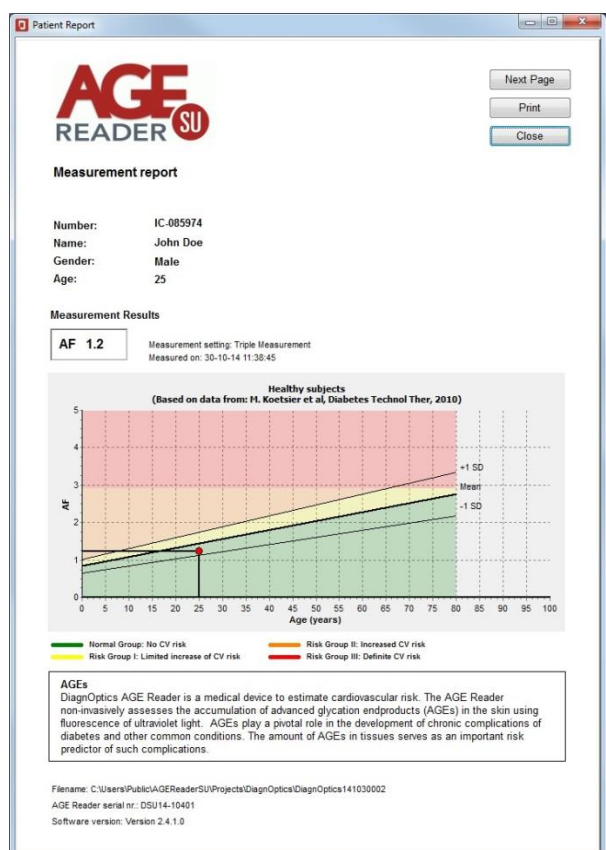 Patient Report
AGE
READER SU
Next Page
Print
Close
Measurement report
Number: IC-085974
Name: John Doe
Gender: Male
Age: 25
Measurement Results
AF 1.2
Measurement setting: Triple Measurement
Measured on: 30-10-14 11:38:45
Healthy subjects
(Based on data from: M. Koetsier et al, Diabetes Technol Ther, 2010)
5
4
3
2
1
0
AF
+1 SD
Mean
-1 SD
0 5 10 15 20 25 30 35 40 45 50 55 60 65 70 75 80 85 90 95 100
Age (years)
Normal Group: No CV risk
Risk Group II: Increased CV risk
Risk Group I: Limited increase of CV risk
Risk Group III: Definite CV risk
AGEs
DiagnOptics AGE Reader is a medical device to estimate cardiovascular risk. The AGE Reader
non-invasively assesses the accumulation of advanced glycation endproducts (AGEs) in the skin using
fluorescence of ultraviolet light. AGEs play a pivotal role in the development of chronic complications of
diabetes and other common conditions. The amount of AGEs in tissues serves as an important risk
predictor of such complications.
Filename: C:\Users\Public\AGEReaderSU\Projects\DiagnOptics\DiagnOptics141030002
AGE Reader serial nr.: DSU14-10401
Software version: Version 2.4.1.0